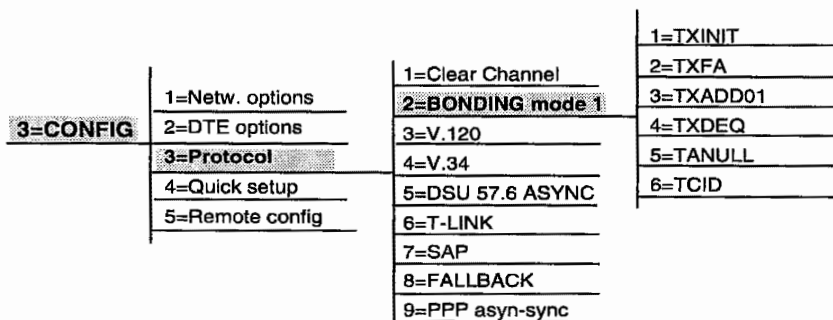 3=CONFIG
1=Netw. options
2=DTE options
3=Protocol
4=Quick setup
5=Remote config
1=Clear Channel
2=BONDING mode 1
3=V.120
4=V.34
5=DSU 57.6 ASYNC
6=T-LINK
7=SAP
8=FALLBACK
9=PPP asyn-sync
1=TXINIT
2=TXFA
3=TXADD01
4=TXDEQ
5=TANULL
6=TCID